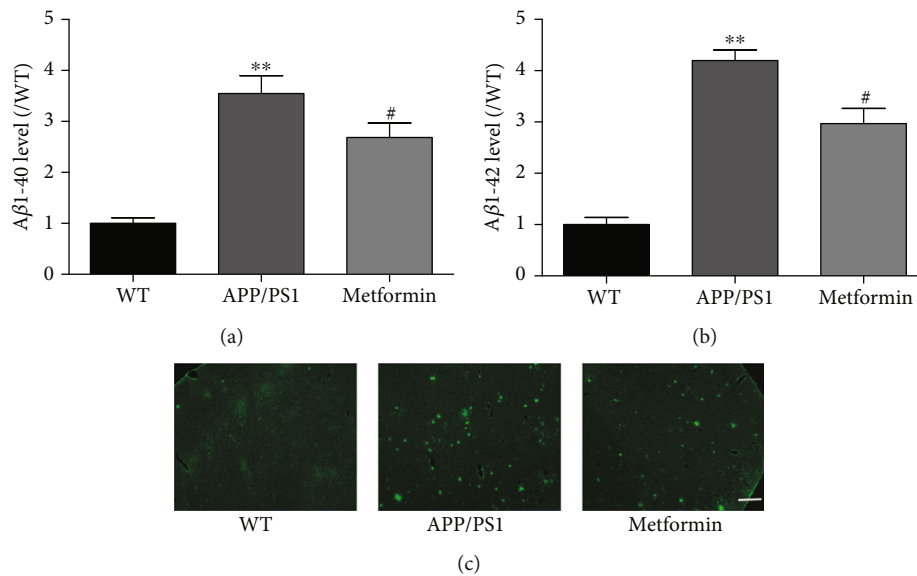 5
4
3
2
1
0
Aβ1-40 level (/WT)
**
#
WT
APP/PS1
Metformin
(a)
5
4
3
2
1
0
Aβ1-42 level (/WT)
**
#
WT
APP/PS1
Metformin
(b)
WT
APP/PS1
Metformin
(c)